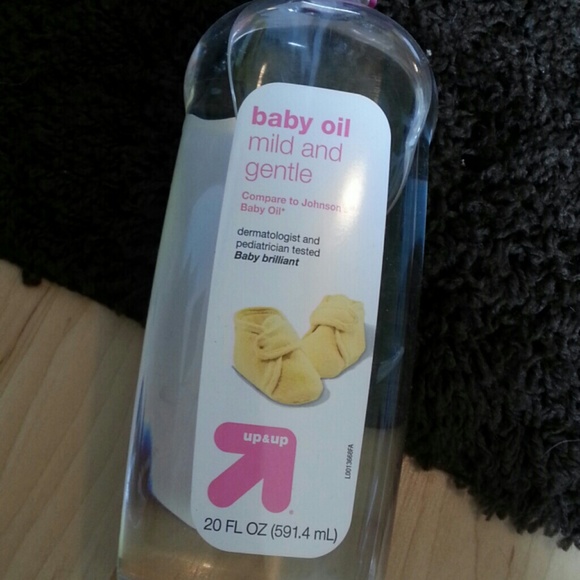 baby oil
mild and
gentle
Compare to Johnson's
Baby Oil*
dermatologist and
pediatrician tested
Baby brilliant
up&up
L0013666FA
20 FL OZ (591.4 mL)